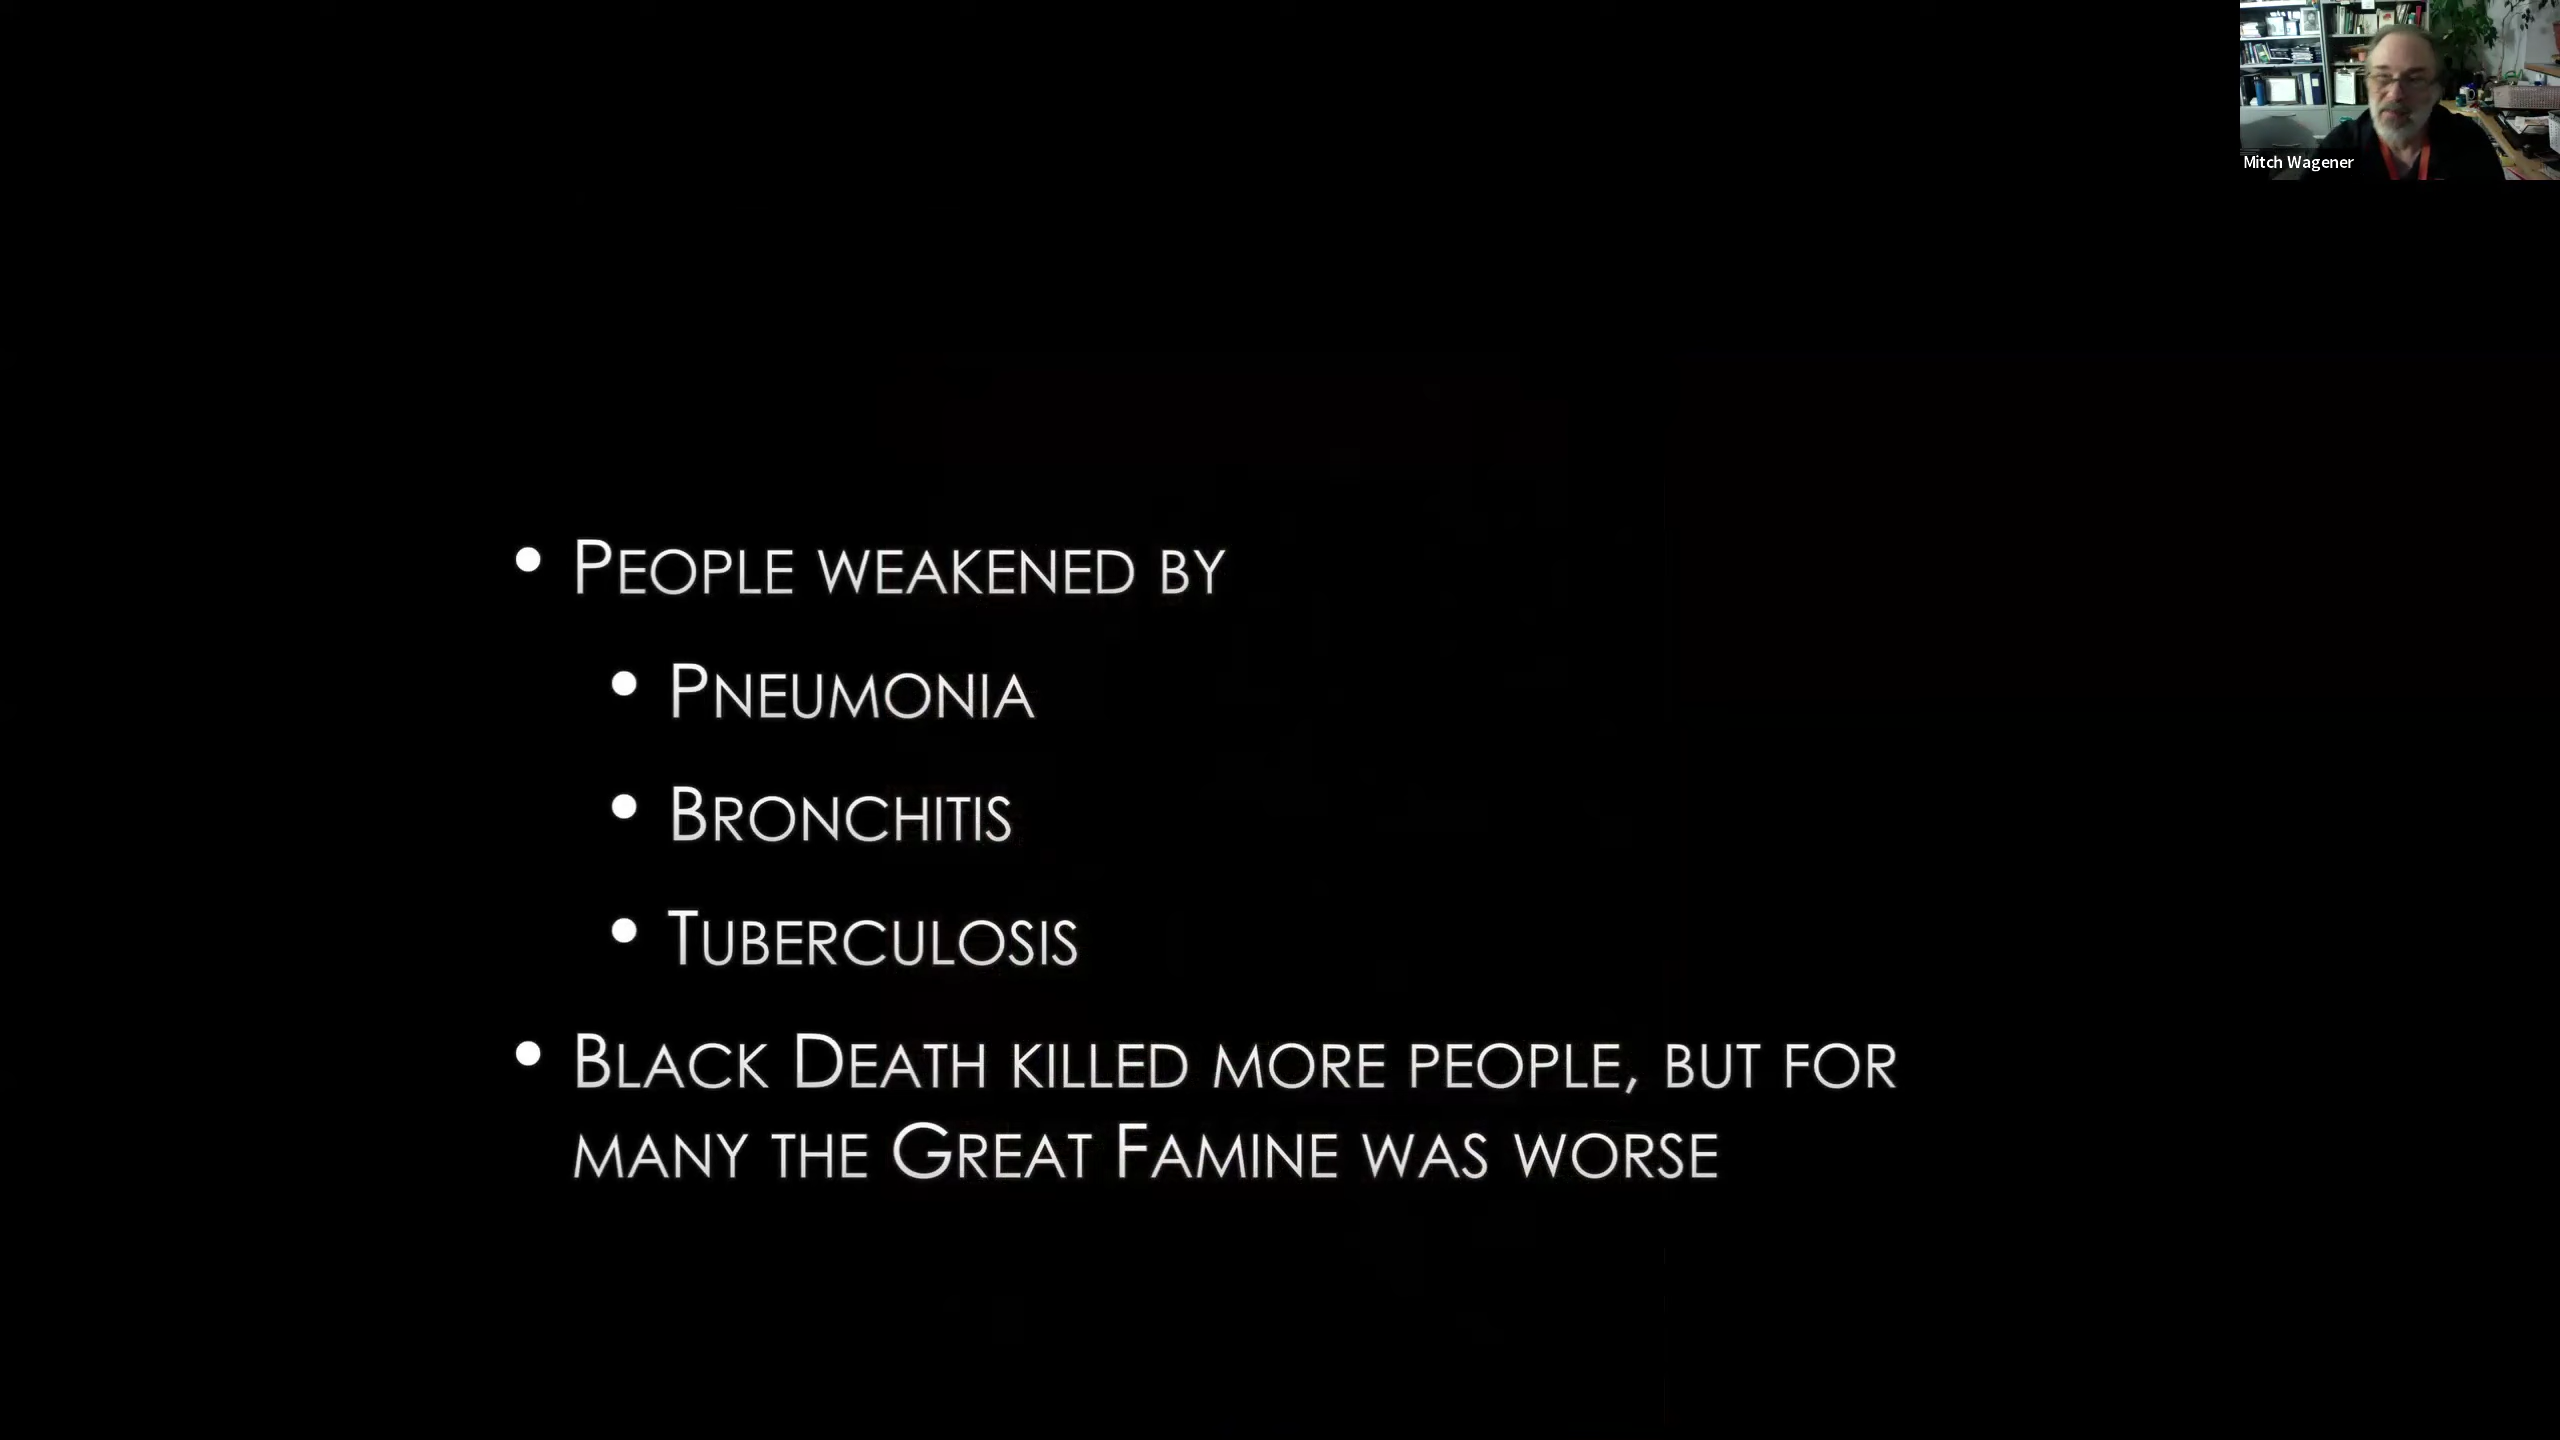 Mitch Wagener
• People weakened by
• Pneumonia
• Bronchitis
• Tuberculosis
• Black Death killed more people, but for
many the Great Famine was worse